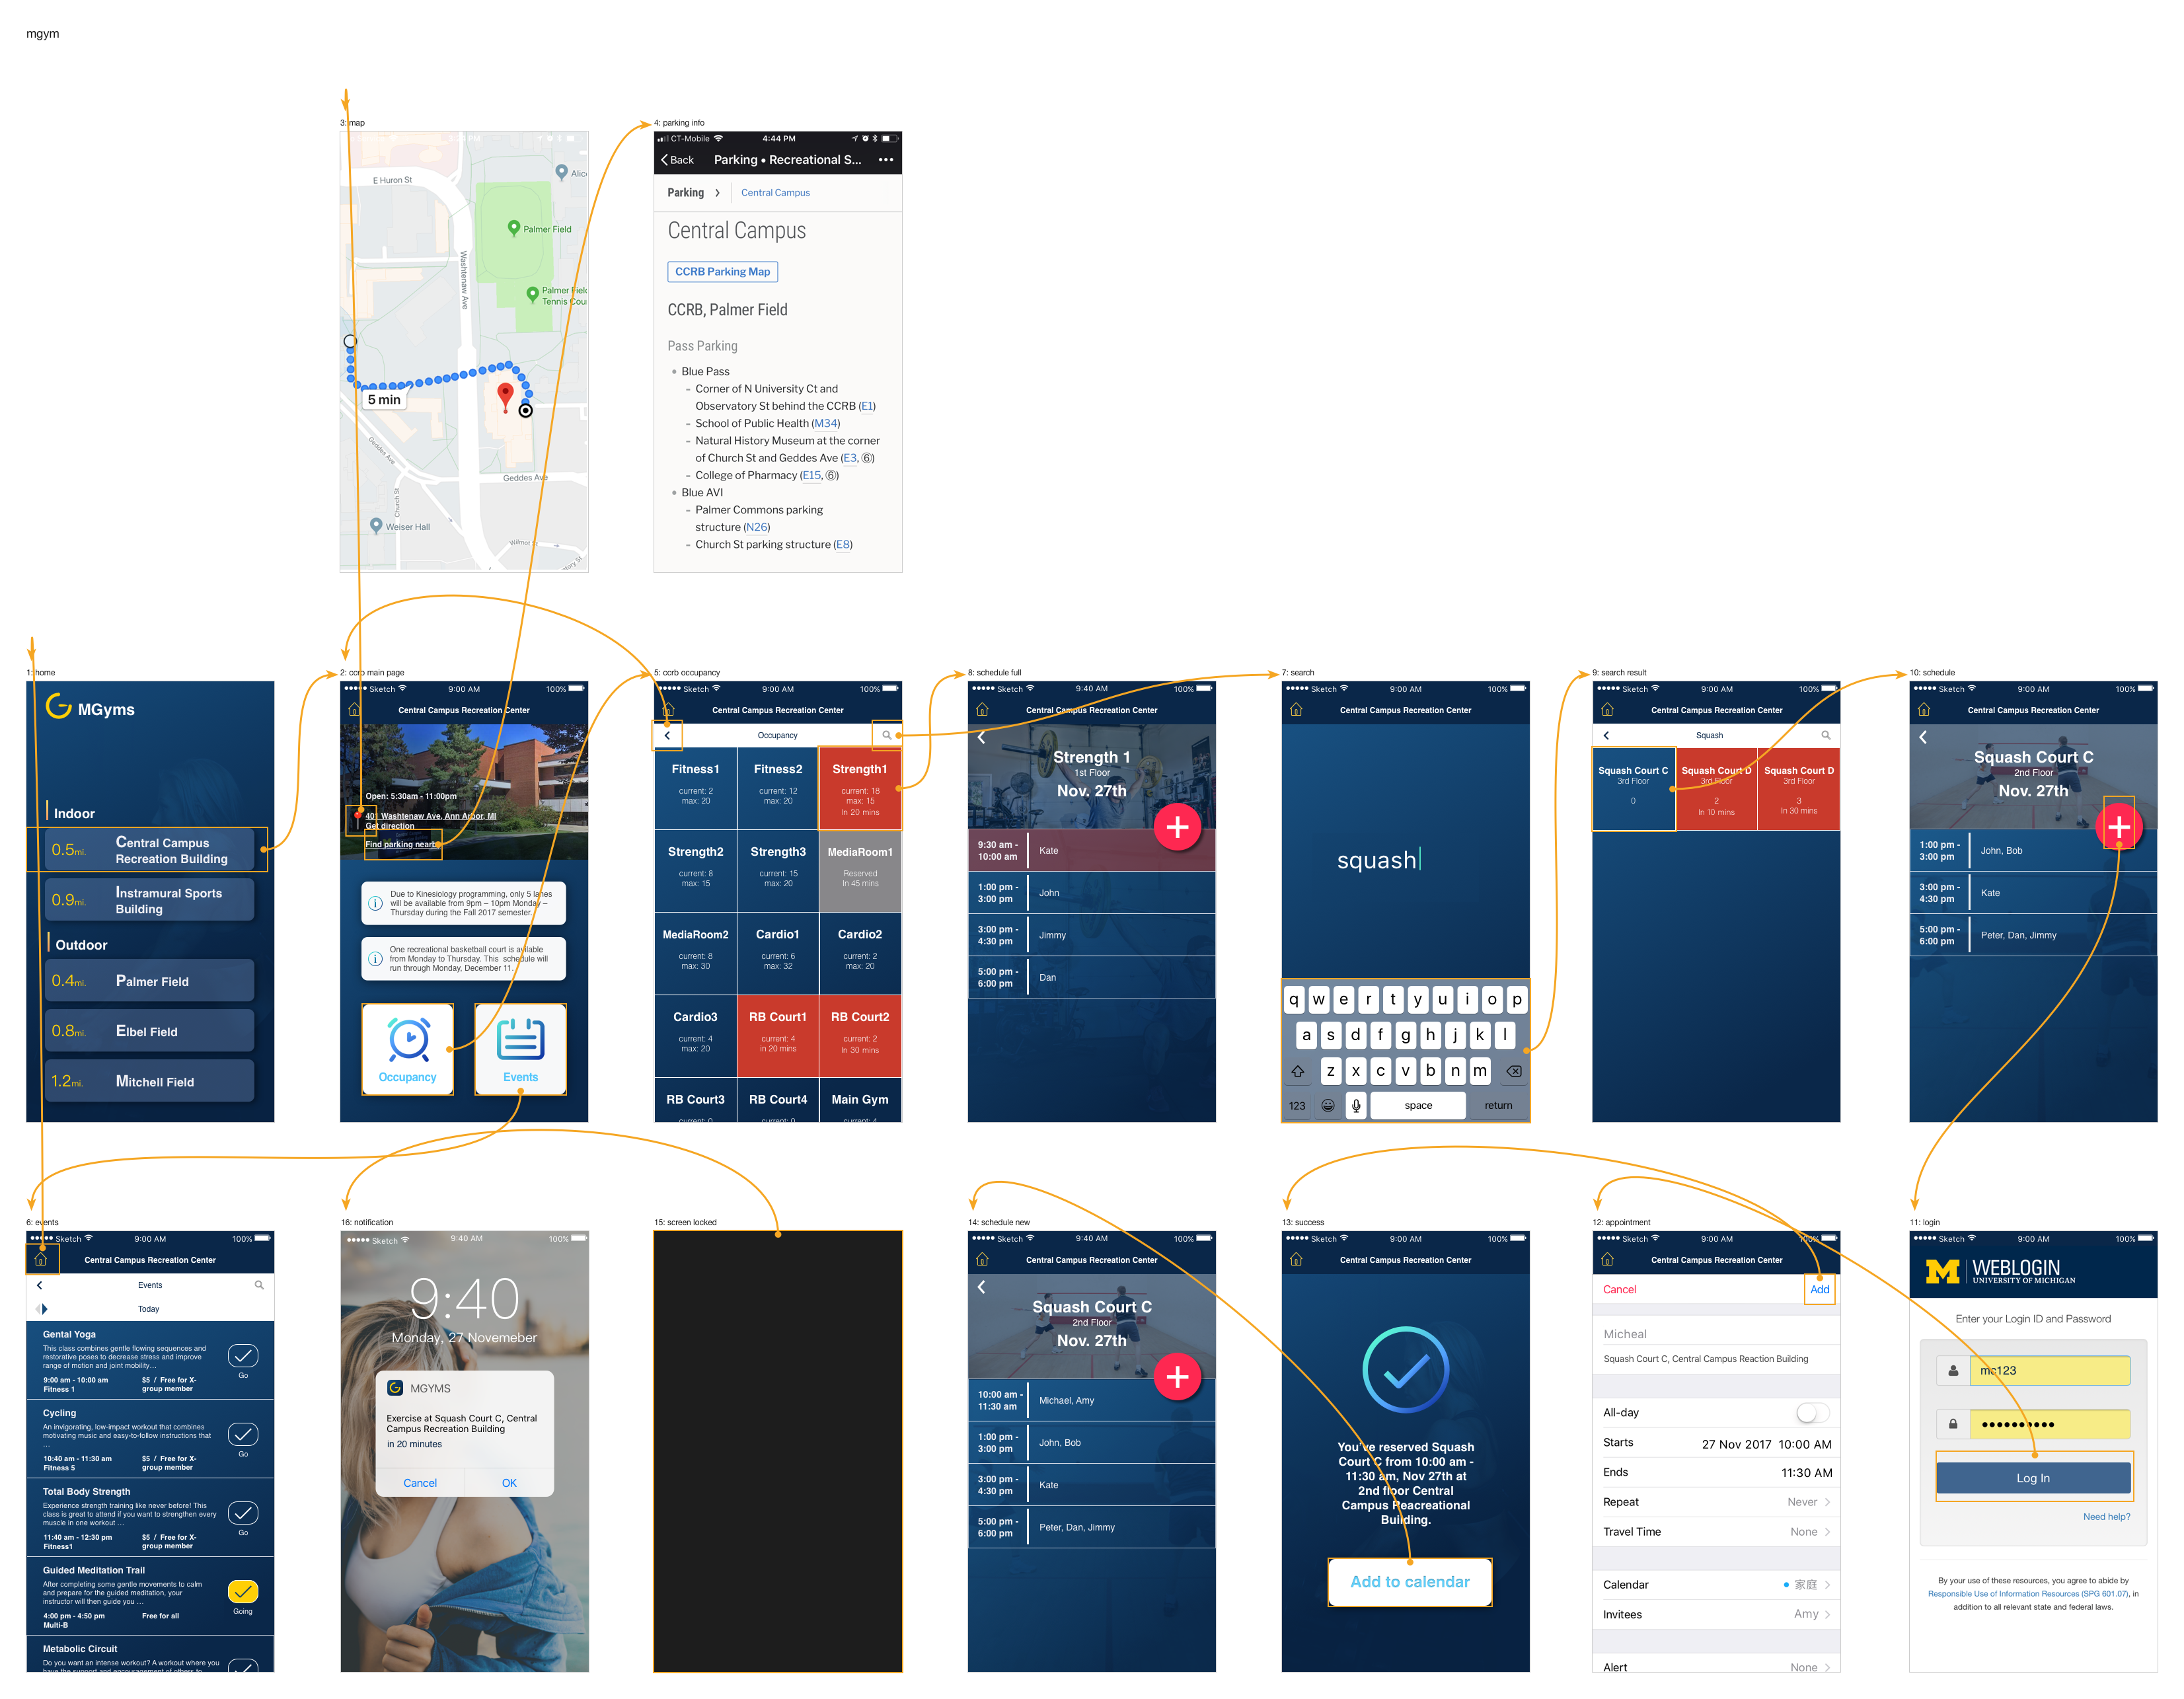 mgym
3: map
E Huron St
Alic
Palmer Field
Washtenaw Ave
Palmer Field
Tennis Cou
5 min
Geddes Ave
Geddes Ave
Church St
Weiser Hall
Wilmot St
4: parking info
CT-Mobile 4:44 PM
Back Parking • Recreational S... •••
Parking Central Campus
Central Campus
CCRB Parking Map
CCRB, Palmer Field
Pass Parking
• Blue Pass
- Corner of N University Ct and
Observatory St behind the CCRB (E1)
- School of Public Health (M34)
- Natural History Museum at the corner
of Church St and Geddes Ave (E3, ⑥)
- College of Pharmacy (E15, ⑥)
• Blue AVI
- Palmer Commons parking
structure (N26)
- Church St parking structure (E8)
1: home
MGyms
Indoor
0.5mi. Central Campus
Recreation Building
0.9mi. Instramural Sports
Building
Outdoor
0.4mi. Palmer Field
0.8mi. Elbel Field
1.2mi. Mitchell Field
2: ccrb main page
Sketch 9:00 AM 100%
Central Campus Recreation Center
Open: 5:30am - 11:00pm
401 Washtenaw Ave, Ann Arbor, MI
Get direction
Find parking nearby
Due to Kinesiology programming, only 5 lanes
will be available from 9pm – 10pm Monday –
Thursday during the Fall 2017 semester.
One recreational basketball court is avilable
from Monday to Thursday. This schedule will
run through Monday, December 11.
Occupancy Events
5: ccrb occupancy
Sketch 9:00 AM 100%
Central Campus Recreation Center
Occupancy
Fitness1 Fitness2 Strength1
current: 2 current: 12 current: 18
max: 20 max: 20 max: 15
In 20 mins
Strength2 Strength3 MediaRoom1
current: 8 current: 15 Reserved
max: 15 max: 20 In 45 mins
MediaRoom2 Cardio1 Cardio2
current: 8 current: 6 current: 2
max: 30 max: 32 max: 20
Cardio3 RB Court1 RB Court2
current: 4 current: 4 current: 2
max: 20 in 20 mins In 30 mins
RB Court3 RB Court4 Main Gym
current: 0 current: 0 current: 4
8: schedule full
Sketch 9:40 AM 100%
Central Campus Recreation Center
Strength 1
1st Floor
Nov. 27th
9:30 am -
10:00 am Kate
1:00 pm -
3:00 pm John
3:00 pm -
4:30 pm Jimmy
5:00 pm -
6:00 pm Dan
7: search
Sketch 9:00 AM 100%
Central Campus Recreation Center
squash
q w e r t y u i o p
a s d f g h j k l
z x c v b n m
123 space return
9: search result
Sketch 9:00 AM 100%
Central Campus Recreation Center
Squash
Squash Court C Squash Court D Squash Court D
3rd Floor 3rd Floor 3rd Floor
0 2 3
In 10 mins In 30 mins
10: schedule
Sketch 9:00 AM 100%
Central Campus Recreation Center
Squash Court C
2nd Floor
Nov. 27th
1:00 pm -
3:00 pm John, Bob
3:00 pm -
4:30 pm Kate
5:00 pm -
6:00 pm Peter, Dan, Jimmy
6: events
Sketch 9:00 AM 100%
Central Campus Recreation Center
Events
Today
Gental Yoga
This class combines gentle flowing sequences and
restorative poses to decrease stress and improve
range of motion and joint mobility…
Go
9:00 am - 10:00 am $5 / Free for X-
Fitness 1 group member
Cycling
An invigorating, low-impact workout that combines
motivating music and easy-to-follow instructions that
…
Go
10:40 am - 11:30 am $5 / Free for X-
Fitness 5 group member
Total Body Strength
Experience strength training like never before! This
class is great to attend if you want to strengthen every
muscle in one workout …
Go
11:40 am - 12:30 pm $5 / Free for X-
Fitness1 group member
Guided Meditation Trail
After completing some gentle movements to calm
and prepare for the guided meditation, your
instructor will then guide you …
Going
4:00 pm - 4:50 pm Free for all
Multi-B
Metabolic Circuit
Do you want an intense workout? A workout where you
have the support and encouragement of others to
16: notification
Sketch 9:40 AM 100%
9:40
Monday, 27 Novemeber
MGYMS
Exercise at Squash Court C, Central
Campus Recreation Building
in 20 minutes
Cancel OK
15: screen locked
14: schedule new
Sketch 9:40 AM 100%
Central Campus Recreation Center
Squash Court C
2nd Floor
Nov. 27th
10:00 am -
11:30 am Michael, Amy
1:00 pm -
3:00 pm John, Bob
3:00 pm -
4:30 pm Kate
5:00 pm -
6:00 pm Peter, Dan, Jimmy
13: success
Sketch 9:00 AM 100%
Central Campus Recreation Center
You've reserved Squash
Court C from 10:00 am -
11:30 am, Nov 27th at
2nd floor Central
Campus Reacreational
Building.
Add to calendar
12: appointment
Sketch 9:00 AM 100%
Central Campus Recreation Center
Cancel Add
Micheal
Squash Court C, Central Campus Reaction Building
All-day
Starts 27 Nov 2017 10:00 AM
Ends 11:30 AM
Repeat Never
Travel Time None
Calendar 家庭
Invitees Amy
Alert None
11: login
Sketch 9:00 AM 100%
M WEBLOGIN
UNIVERSITY OF MICHIGAN
Enter your Login ID and Password
mc123
Log In
Need help?
By your use of these resources, you agree to abide by
Responsible Use of Information Resources (SPG 601.07), in
addition to all relevant state and federal laws.